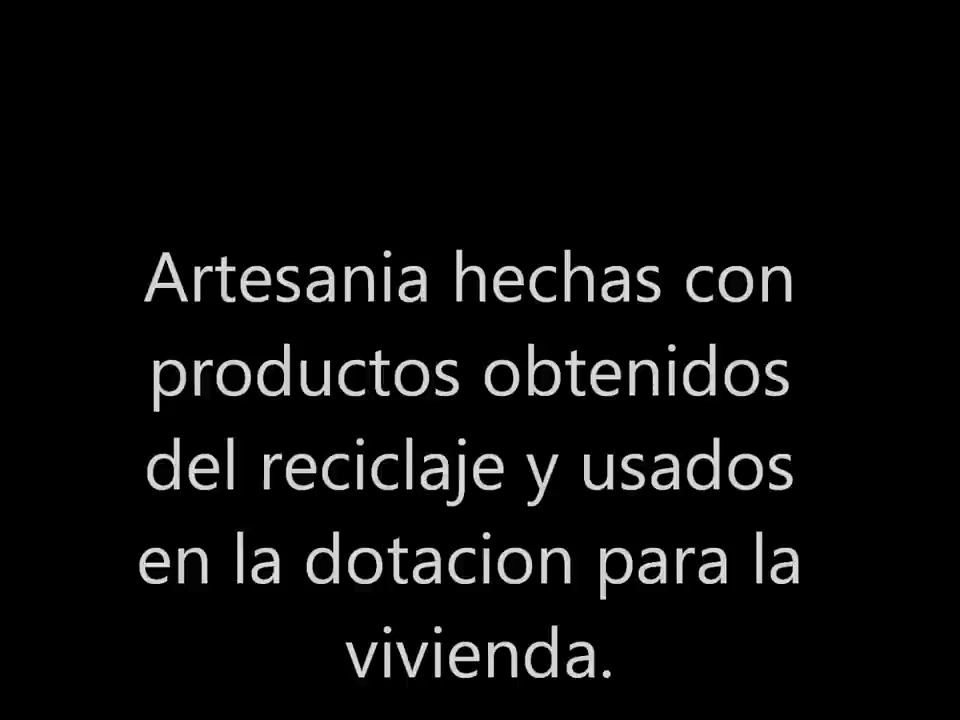 Artesania hechas con
productos obtenidos
del reciclaje y usados
en la dotacion para la
vivienda.